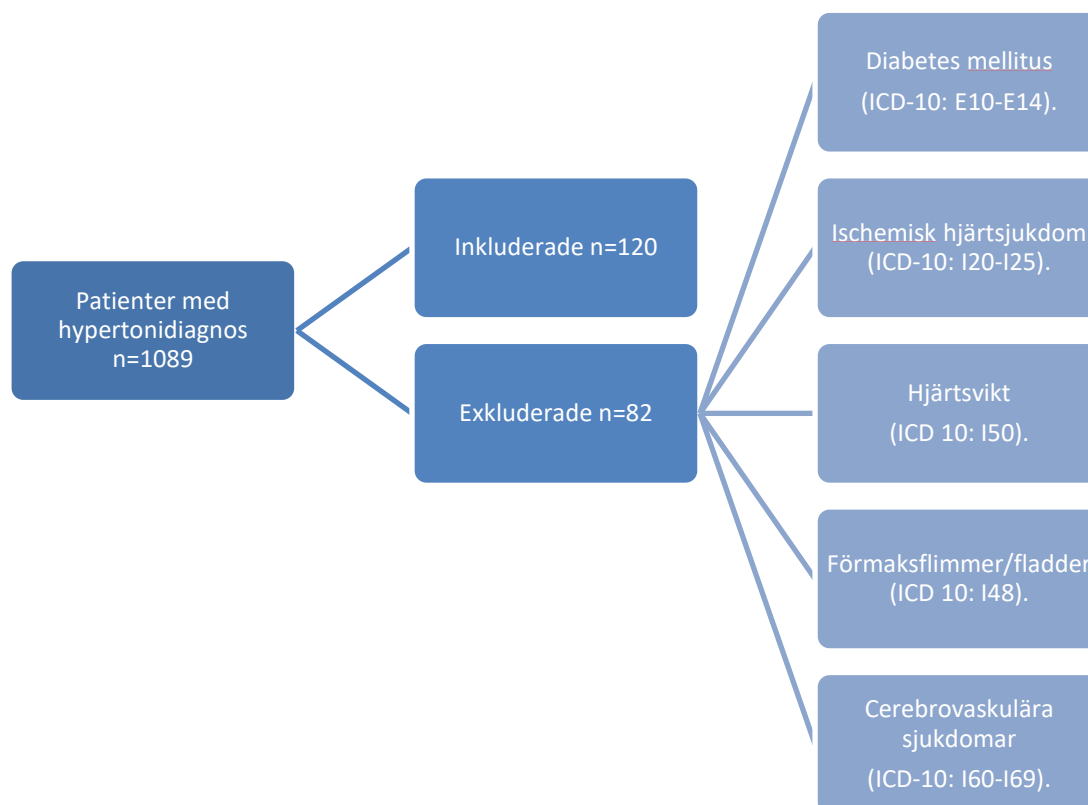 Patienter med
hypertonidiagnos
n=1089
Inkluderade n=120
Exkluderade n=82
Diabetes mellitus
(ICD-10: E10-E14).
Ischemisk hjärtsjukdom
(ICD-10: I20-I25).
Hjärtsvikt
(ICD 10: I50).
Förmaksflimmer/fladder
(ICD 10: I48).
Cerebrovaskulära
sjukdomar
(ICD-10: I60-I69).